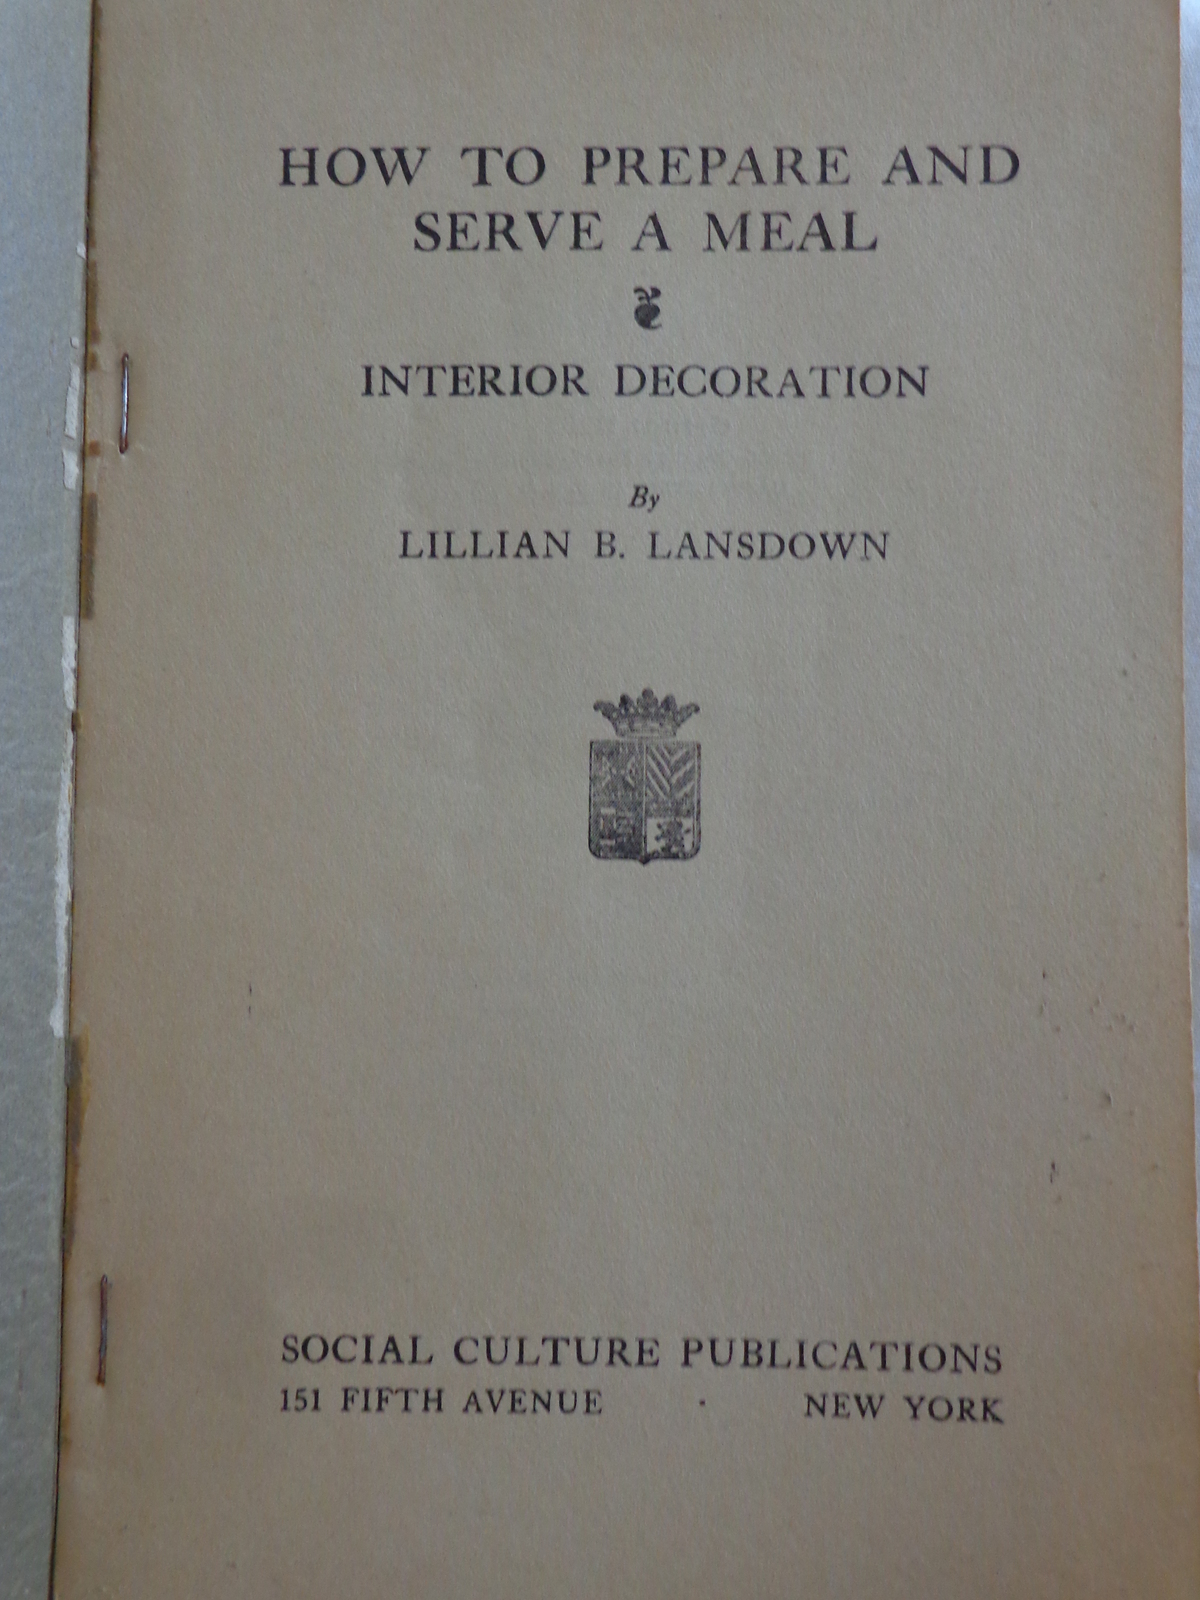 HOW TO PREPARE AND
SERVE A MEAL
INTERIOR DECORATION
By
LILLIAN B. LANSDOWN
SOCIAL CULTURE PUBLICATIONS
151 FIFTH AVENUE · NEW YORK